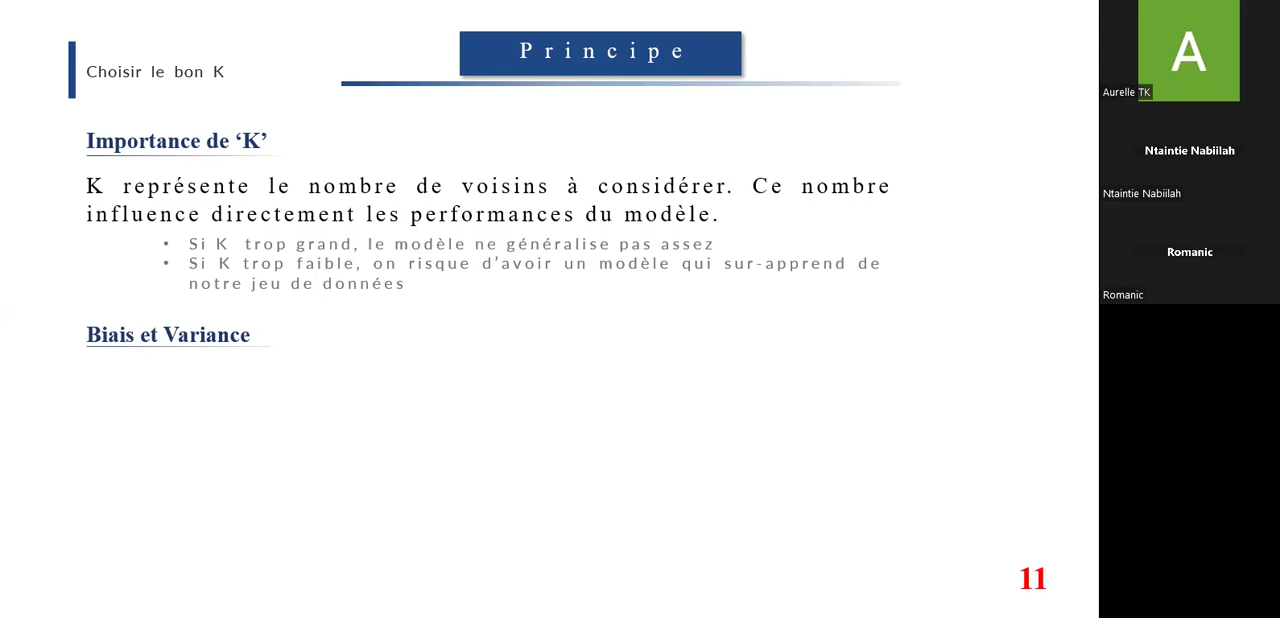 Principe
Choisir le bon K
Importance de ‘K’
K représente le nombre de voisins à considérer. Ce nombre
influence directement les performances du modèle.
• Si K trop grand, le modèle ne généralise pas assez
• Si K trop faible, on risque d’avoir un modèle qui sur-apprend de
notre jeu de données
Biais et Variance
11
A
Aurelle TK
Ntaintie Nabiilah
Ntaintie Nabiilah
Romanic
Romanic